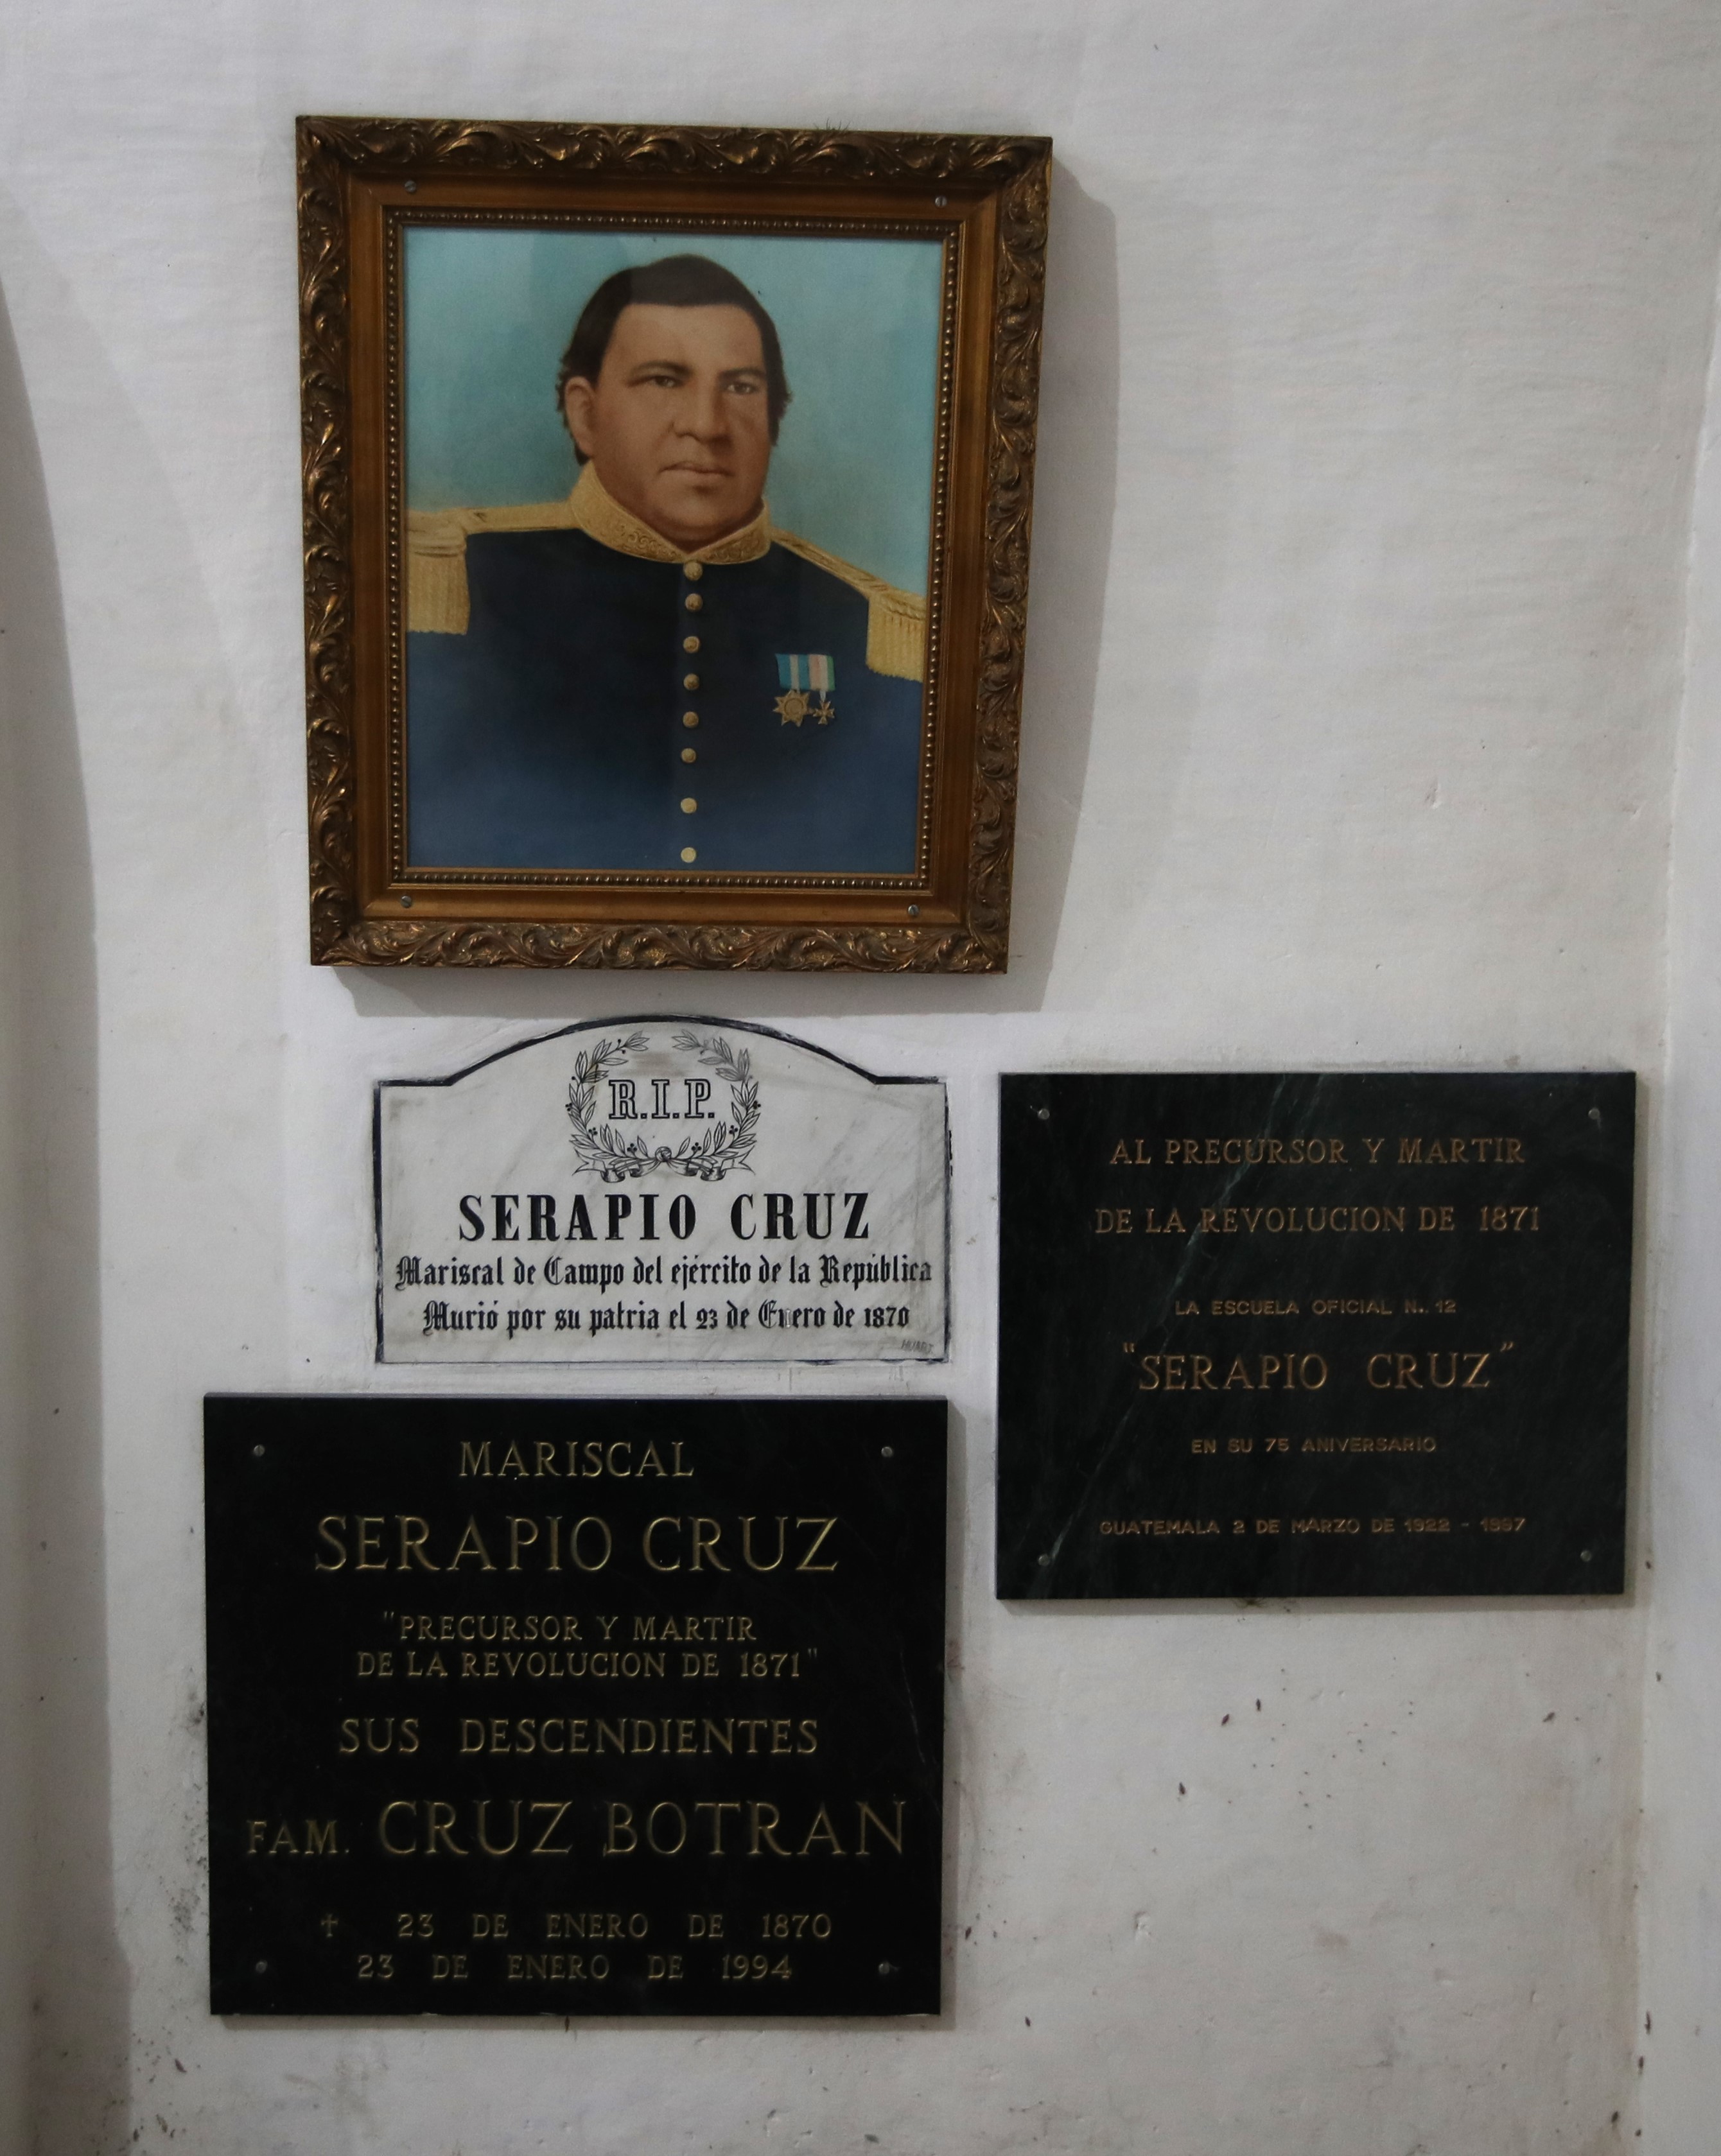 R.I.P.
SERAPIO CRUZ
Mariscal de Campo del ejército de la República
Murió por su patria el 23 de Enero de 1870
AL PRECURSOR Y MARTIR
DE LA REVOLUCION DE 1871
LA ESCUELA OFICIAL N.. 12
"SERAPIO CRUZ"
EN SU 75 ANIVERSARIO
GUATEMALA 2 DE MARZO DE 1922 - 1997
MARISCAL
SERAPIO CRUZ
"PRECURSOR Y MARTIR
DE LA REVOLUCION DE 1871"
SUS DESCENDIENTES
FAM. CRUZ BOTRAN
† 23 DE ENERO DE 1870
23 DE ENERO DE 1994